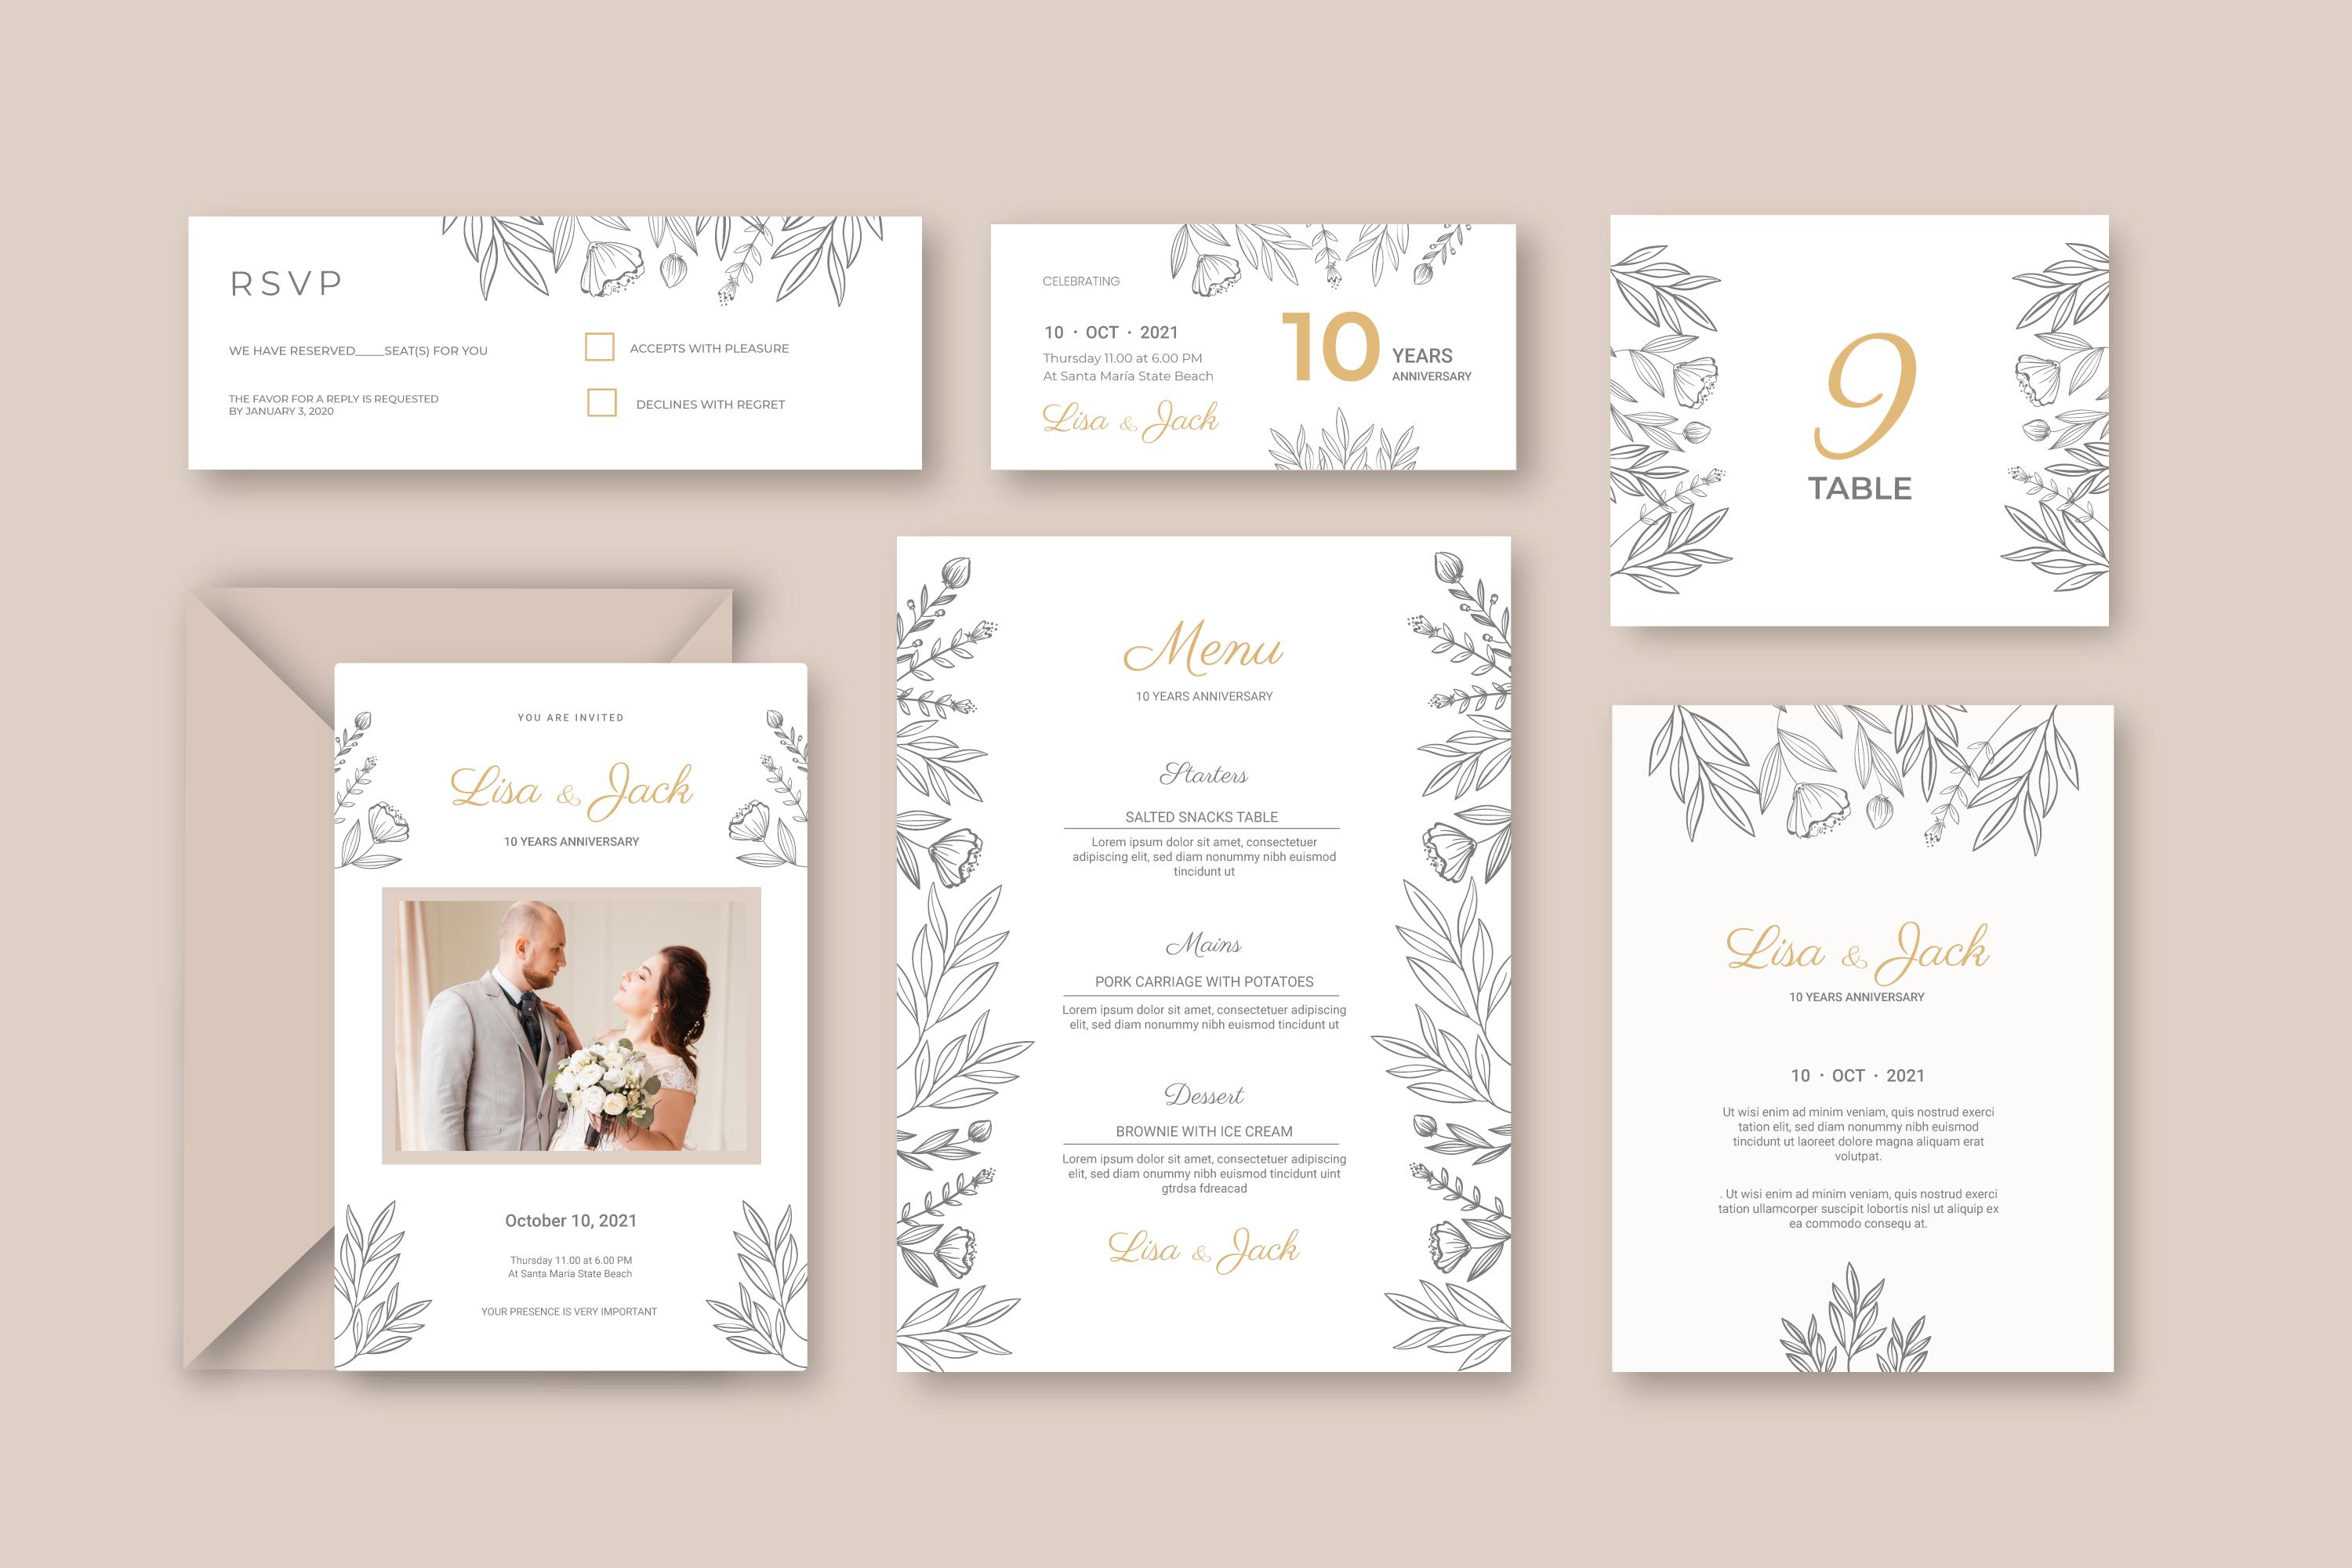 RSVP
WE HAVE RESERVED____SEAT(S) FOR YOU
THE FAVOR FOR A REPLY IS REQUESTED
BY JANUARY 3, 2020
ACCEPTS WITH PLEASURE
DECLINES WITH REGRET
CELEBRATING
10 · OCT · 2021
Thursday 11.00 at 6.00 PM
At Santa María State Beach
Lisa & Jack
10 YEARS
ANNIVERSARY
9
TABLE
YOU ARE INVITED
Lisa & Jack
10 YEARS ANNIVERSARY
October 10, 2021
Thursday 11.00 at 6.00 PM
At Santa María State Beach
YOUR PRESENCE IS VERY IMPORTANT
Menu
10 YEARS ANNIVERSARY
Starters
SALTED SNACKS TABLE
Lorem ipsum dolor sit amet, consectetuer
adipiscing elit, sed diam nonummy nibh euismod
tincidunt ut
Mains
PORK CARRIAGE WITH POTATOES
Lorem ipsum dolor sit amet, consectetuer adipiscing
elit, sed diam nonummy nibh euismod tincidunt ut
Dessert
BROWNIE WITH ICE CREAM
Lorem ipsum dolor sit amet, consectetuer adipiscing
elit, sed diam onummy nibh euismod tincidunt uint
gtrdsa fdreacad
Lisa & Jack
Lisa & Jack
10 YEARS ANNIVERSARY
10 · OCT · 2021
Ut wisi enim ad minim veniam, quis nostrud exerci
tation elit, sed diam nonummy nibh euismod
tincidunt ut laoreet dolore magna aliquam erat
volutpat.
. Ut wisi enim ad minim veniam, quis nostrud exerci
tation ullamcorper suscipit lobortis nisl ut aliquip ex
ea commodo consequ at.